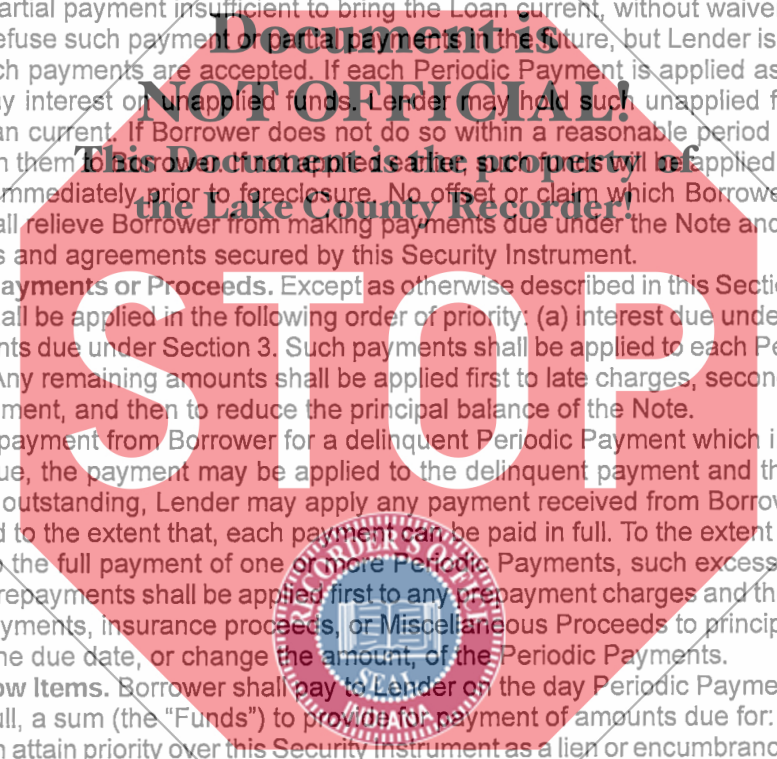 artial payment insufficient to bring the Loan current, without waive
Document is
efuse such payment or partial payments in the future, but Lender is
ch payments are accepted. If each Periodic Payment is applied as
NOT OFFICIAL!
y interest on unapplied funds. Lender may hold such unapplied f
an current. If Borrower does not do so within a reasonable period
This Document is the property of
n them to Borrower. If not applied earlier, such funds will be applied
mmediately prior to foreclosure. No offset or claim which Borrowe
the Lake County Recorder!
all relieve Borrower from making payments due under the Note and
s and agreements secured by this Security Instrument.
ayments or Proceeds. Except as otherwise described in this Sectio
all be applied in the following order of priority: (a) interest due unde
STOP
nts due under Section 3. Such payments shall be applied to each Pe
Any remaining amounts shall be applied first to late charges, secon
ment, and then to reduce the principal balance of the Note.
payment from Borrower for a delinquent Periodic Payment which i
ue, the payment may be applied to the delinquent payment and th
outstanding, Lender may apply any payment received from Borrow
d to the extent that, each payment can be paid in full. To the extent
o the full payment of one or more Periodic Payments, such excess
RECORDER'S OFFICE
repayments shall be applied first to any prepayment charges and th
yments, insurance proceeds, or Miscellaneous Proceeds to princip
he due date, or change the amount, of the Periodic Payments.
SEAL
ow Items. Borrower shall pay to Lender on the day Periodic Payme
INDIANA
ull, a sum (the "Funds") to provide for payment of amounts due for:
n attain priority over this Security Instrument as a lien or encumbranc